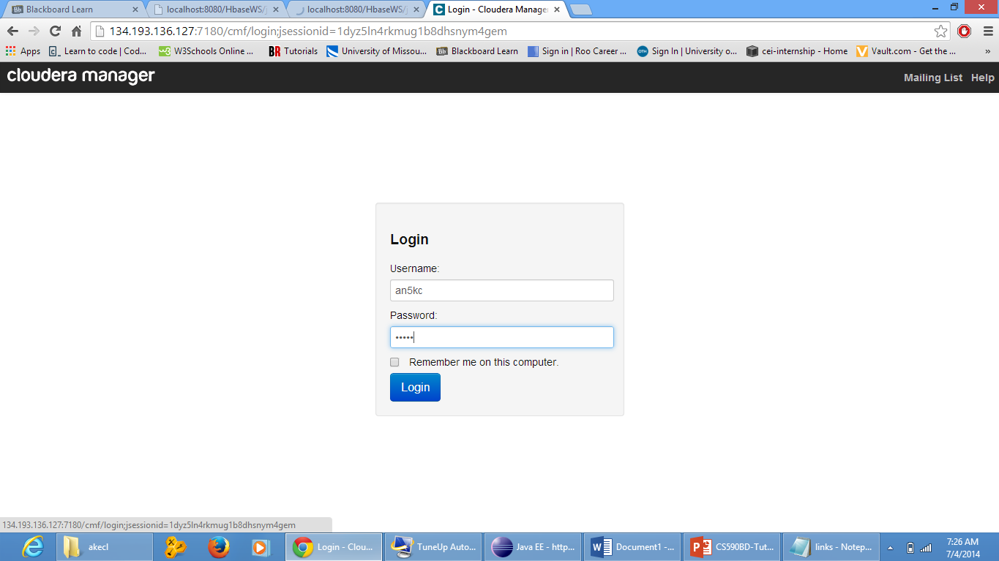 Blackboard Learn
localhost:8080/HbaseWS/j
localhost:8080/HbaseWS/j
Login - Cloudera Manager
134.193.136.127:7180/cmf/login;jsessionid=1dyz5ln4rkmug1b8dhsnym4gem
Apps Learn to code | Cod... W3Schools Online ... BR Tutorials University of Missou... Bb Blackboard Learn Sign in | Roo Career ... OTH Sign In | University o... cei-internship - Home Vault.com - Get the ... »
cloudera manager
Mailing List Help
Login
Username:
an5kc
Password:
•••••
Remember me on this computer.
Login
134.193.136.127:7180/cmf/login;jsessionid=1dyz5ln4rkmug1b8dhsnym4gem
akecl Login - Clou... TuneUp Auto... Java EE - http... Document1 -... CS590BD-Tut... links - Notep...
7:26 AM
7/4/2014